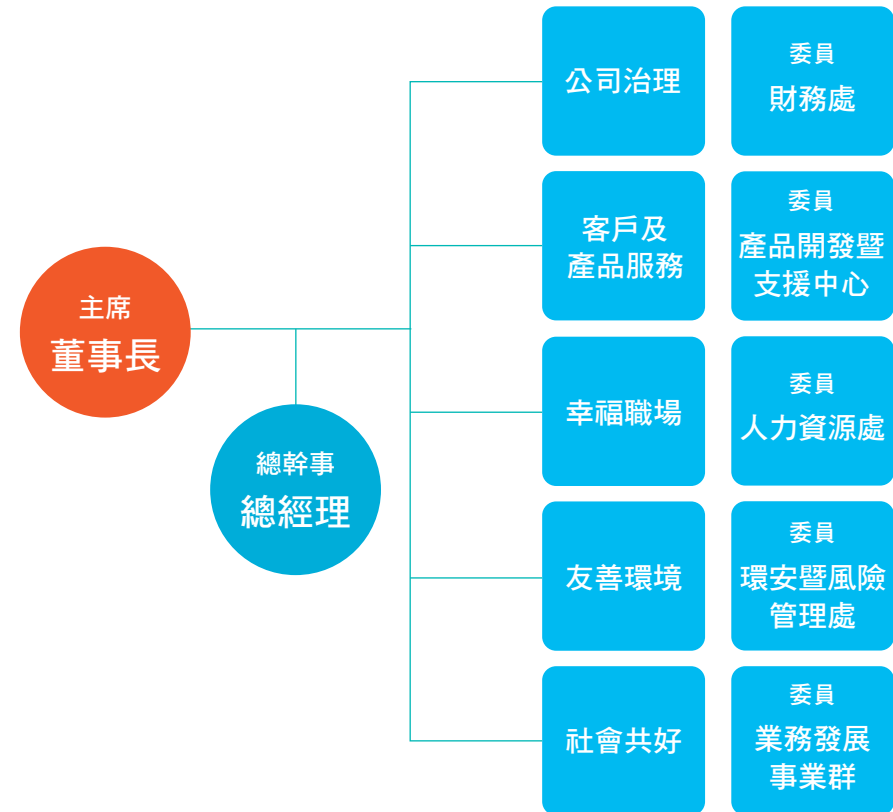 主席
董事長
總幹事
總經理
公司治理
委員
財務處
客戶及
產品服務
委員
產品開發暨
支援中心
幸福職場
委員
人力資源處
友善環境
委員
環安暨風險
管理處
社會共好
委員
業務發展
事業群